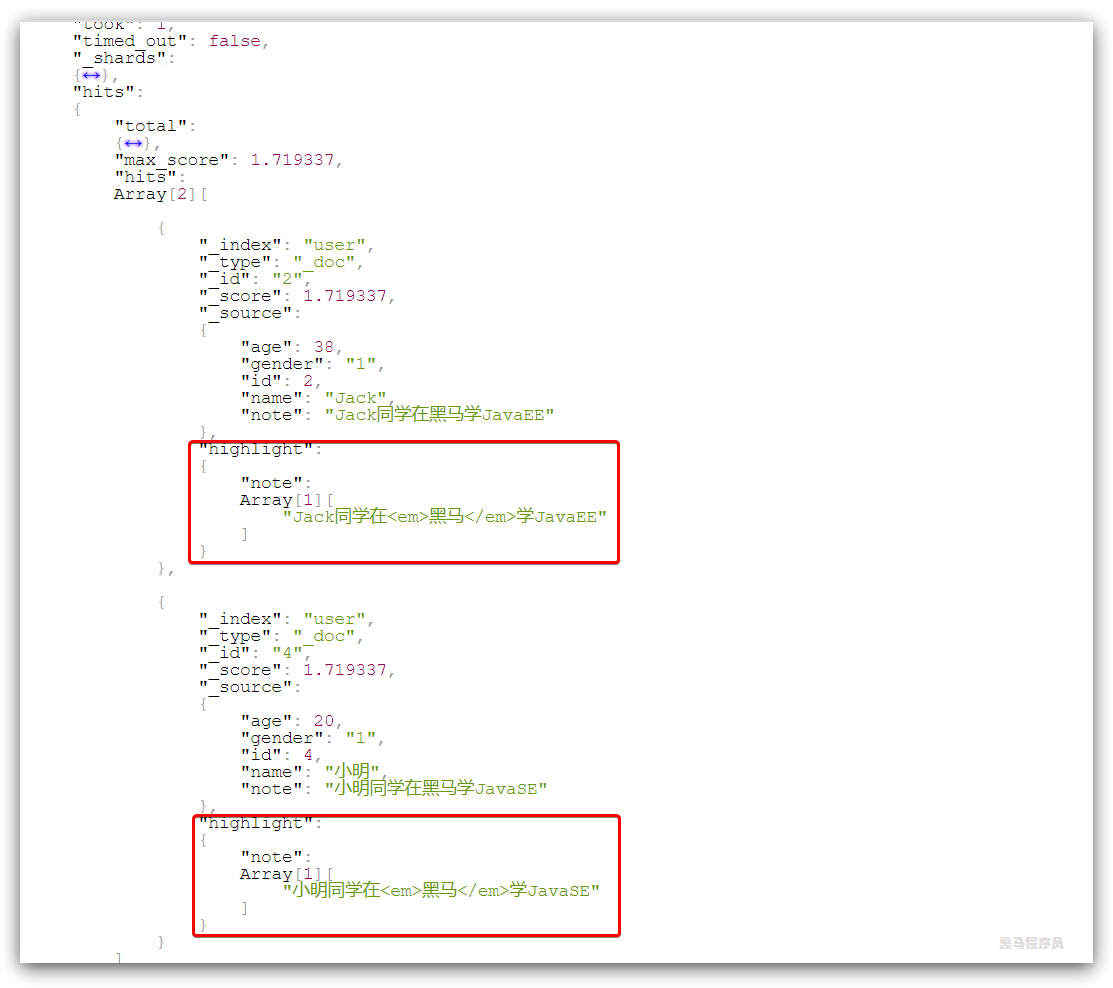 "took": 1,
"timed_out": false,
"_shards":
{↔},
"hits":
{
"total":
{↔},
"max_score": 1.719337,
"hits":
Array[2][
{
"_index": "user",
"_type": "_doc",
"_id": "2",
"_score": 1.719337,
"_source":
{
"age": 38,
"gender": "1",
"id": 2,
"name": "Jack",
"note": "Jack同学在黑马学JavaEE"
},
"highlight":
{
"note":
Array[1][
"Jack同学在<em>黑马</em>学JavaEE"
]
}
},
{
"_index": "user",
"_type": "_doc",
"_id": "4",
"_score": 1.719337,
"_source":
{
"age": 20,
"gender": "1",
"id": 4,
"name": "小明",
"note": "小明同学在黑马学JavaSE"
},
"highlight":
{
"note":
Array[1][
"小明同学在<em>黑马</em>学JavaSE"
]
}
}
]
黑马程序员